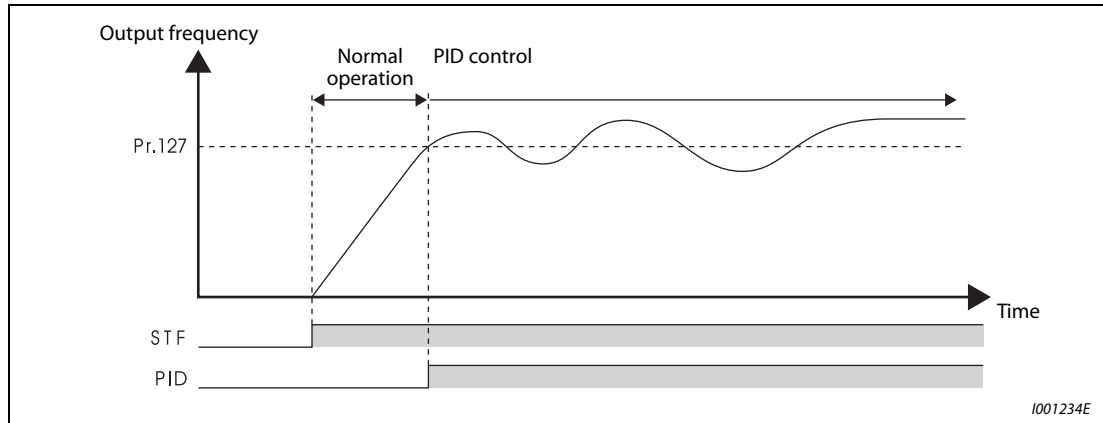 Output frequency
Normal
operation
PID control
Pr.127
Time
STF
PID
I001234E